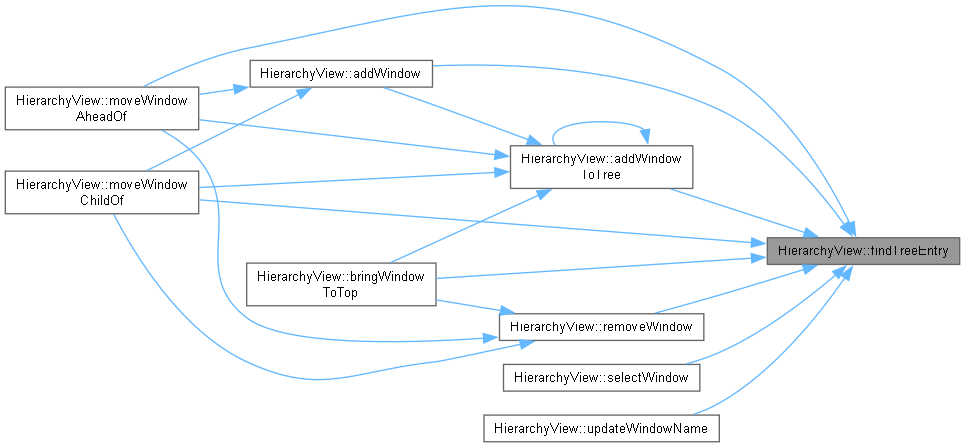 HierarchyView::moveWindow
AheadOf
HierarchyView::addWindow
HierarchyView::addWindow
ToTree
HierarchyView::moveWindow
ChildOf
HierarchyView::findTreeEntry
HierarchyView::bringWindow
ToTop
HierarchyView::removeWindow
HierarchyView::selectWindow
HierarchyView::updateWindowName